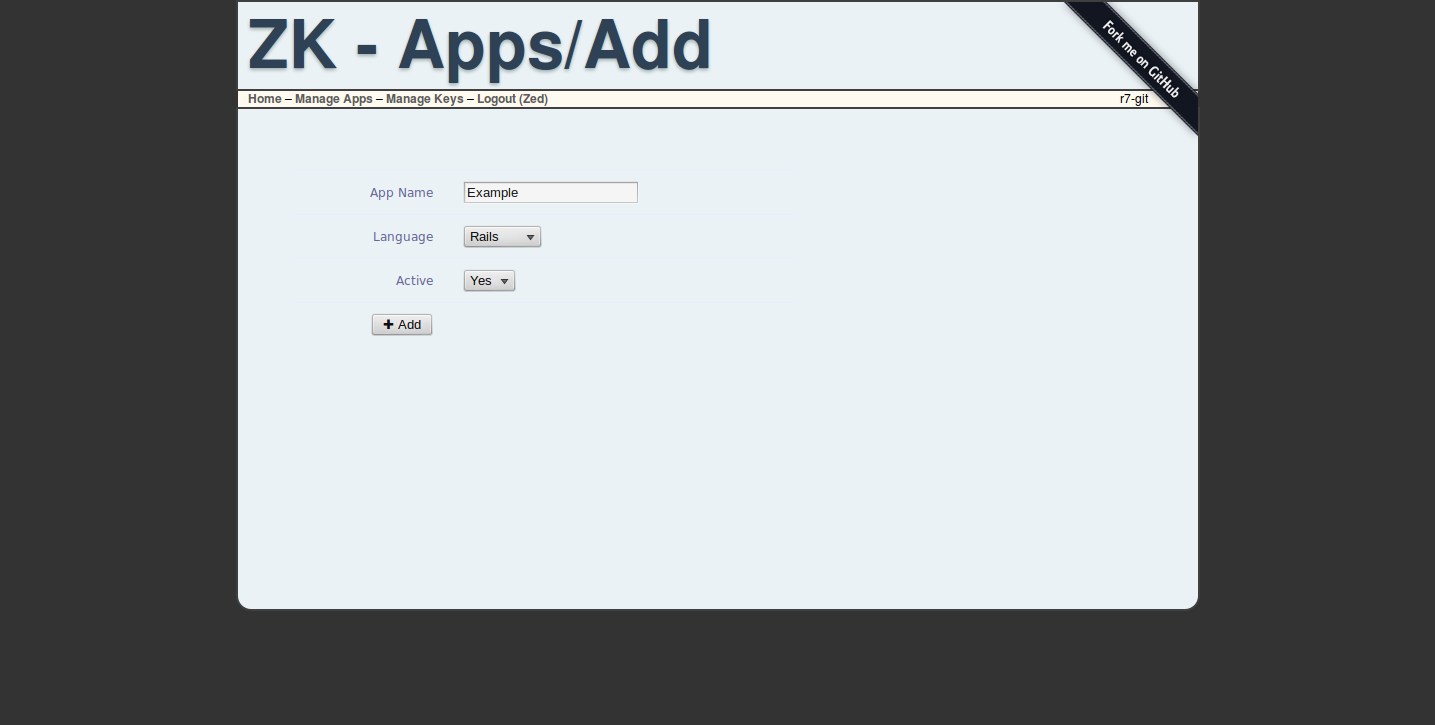 ZK - Apps/Add
Fork me on GitHub
Home – Manage Apps – Manage Keys – Logout (Zed)
r7-git
App Name
Example
Language
Rails
Active
Yes
Add